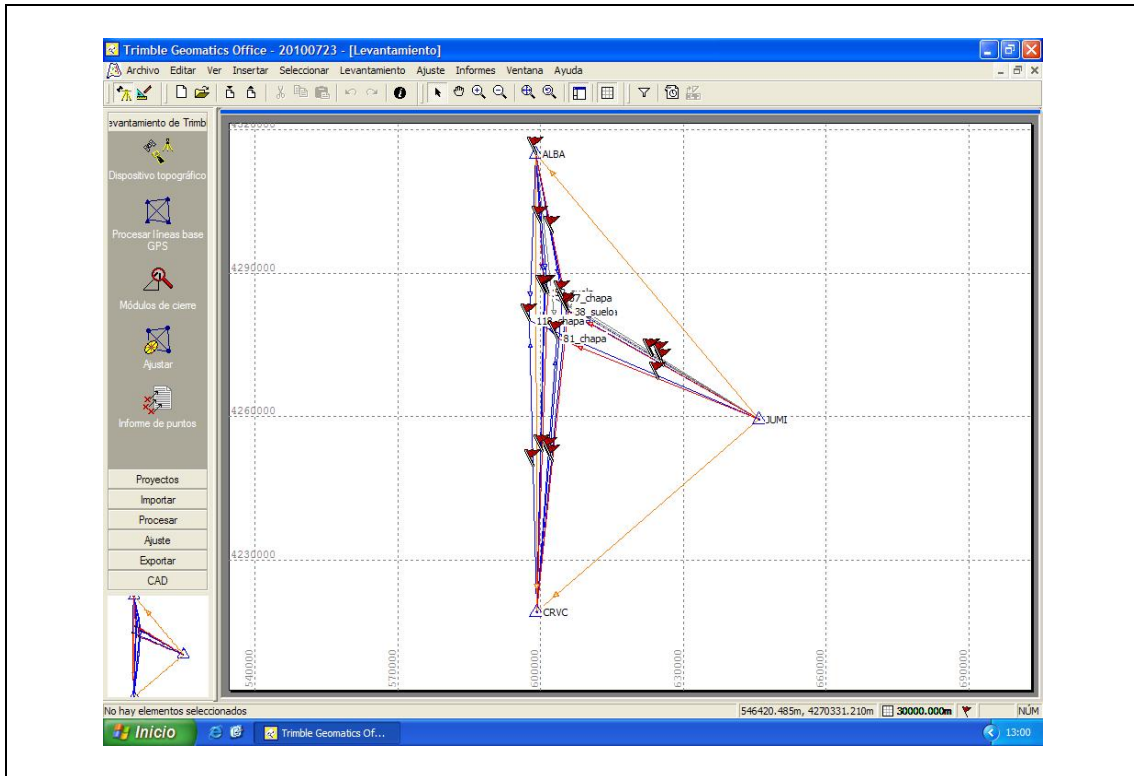 Trimble Geomatics Office - 20100723 - [Levantamiento]
Archivo Editar Ver Insertar Seleccionar Levantamiento Ajuste Informes Ventana Ayuda
evantamiento de Trimb
Dispositivo topográfico
Procesar líneas base
GPS
Módulos de cierre
Ajustar
Informe de puntos
Proyectos
Importar
Procesar
Ajuste
Exportar
CAD
4320000
ALBA
4290000
37_chapa
38_suelo
118_chapa
81_chapa
4260000
JUMI
4230000
CRVC
540000
570000
600000
630000
660000
690000
No hay elementos seleccionados
546420.485m, 4270331.210m
30000.000m
NÚM
Inicio
Trimble Geomatics Of...
13:00